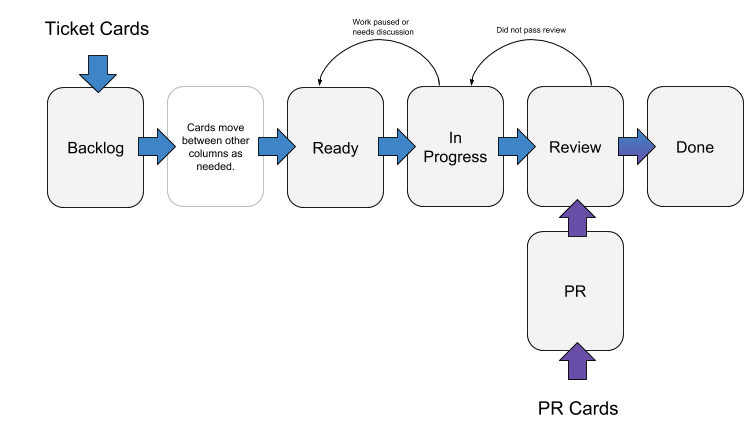 Ticket Cards
Work paused or
needs discussion
Did not pass review
Backlog
Cards move
between other
columns as
needed.
Ready
In
Progress
Review
Done
PR
PR Cards